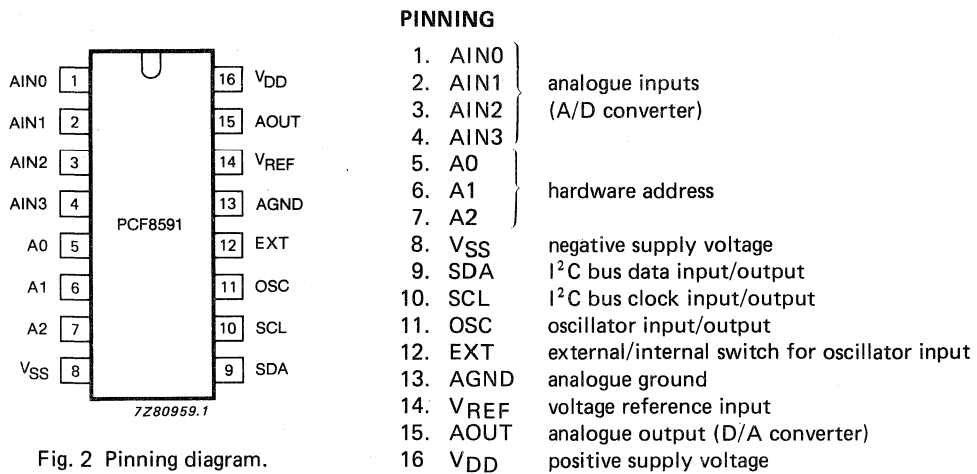 AIN0 1
AIN1 2
AIN2 3
AIN3 4
A0 5
A1 6
A2 7
VSS 8
PCF8591
16 VDD
15 AOUT
14 VREF
13 AGND
12 EXT
11 OSC
10 SCL
9 SDA
7Z80959.1
Fig. 2 Pinning diagram.
PINNING
1. AIN0
2. AIN1 analogue inputs
3. AIN2 (A/D converter)
4. AIN3
5. A0
6. A1 hardware address
7. A2
8. VSS negative supply voltage
9. SDA I²C bus data input/output
10. SCL I²C bus clock input/output
11. OSC oscillator input/output
12. EXT external/internal switch for oscillator input
13. AGND analogue ground
14. VREF voltage reference input
15. AOUT analogue output (D/A converter)
16 VDD positive supply voltage